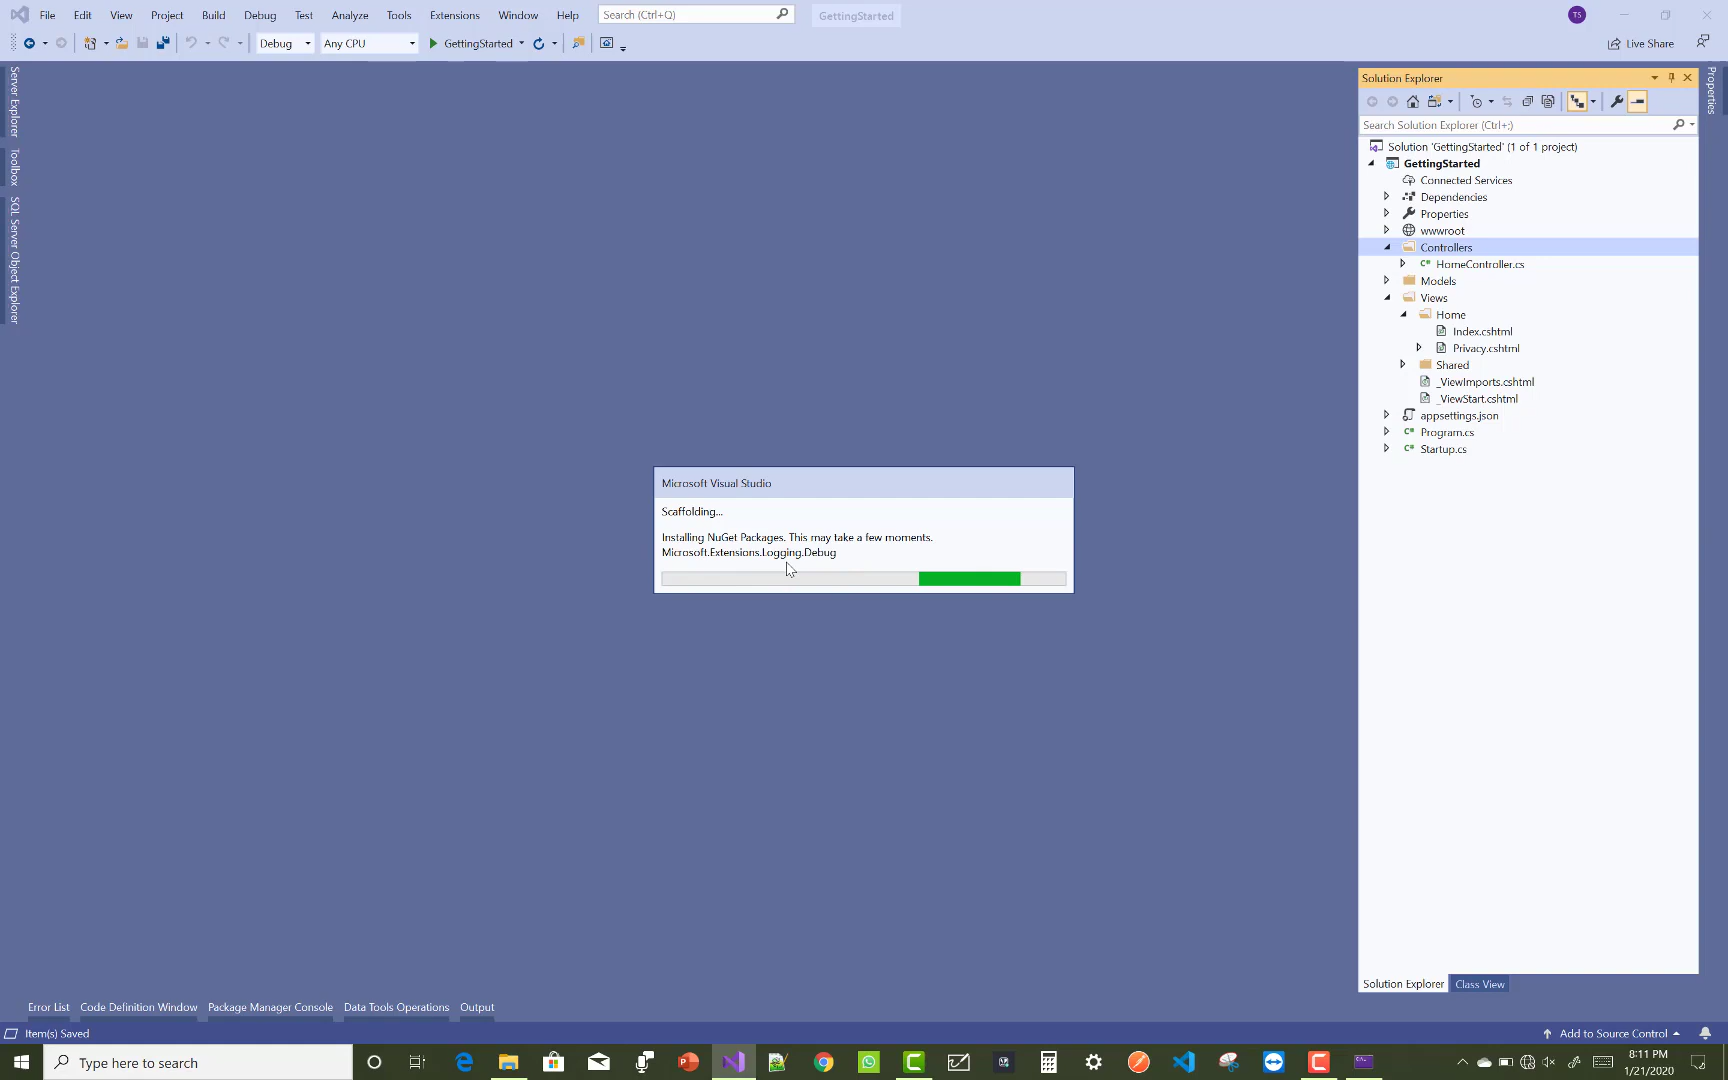 File Edit View Project Build Debug Test Analyze Tools Extensions Window Help Search (Ctrl+Q) GettingStarted TS
Debug Any CPU GettingStarted Live Share
Server Explorer
Toolbox
SQL Server Object Explorer
Solution Explorer
Properties
Search Solution Explorer (Ctrl+;)
Solution 'GettingStarted' (1 of 1 project)
GettingStarted
Connected Services
Dependencies
Properties
wwwroot
Controllers
C# HomeController.cs
Models
Views
Home
Index.cshtml
Privacy.cshtml
Shared
_ViewImports.cshtml
_ViewStart.cshtml
appsettings.json
C# Program.cs
C# Startup.cs
Microsoft Visual Studio
Scaffolding...
Installing NuGet Packages. This may take a few moments.
Microsoft.Extensions.Logging.Debug
Solution Explorer Class View
Error List Code Definition Window Package Manager Console Data Tools Operations Output
Item(s) Saved Add to Source Control
Type here to search
8:11 PM
1/21/2020